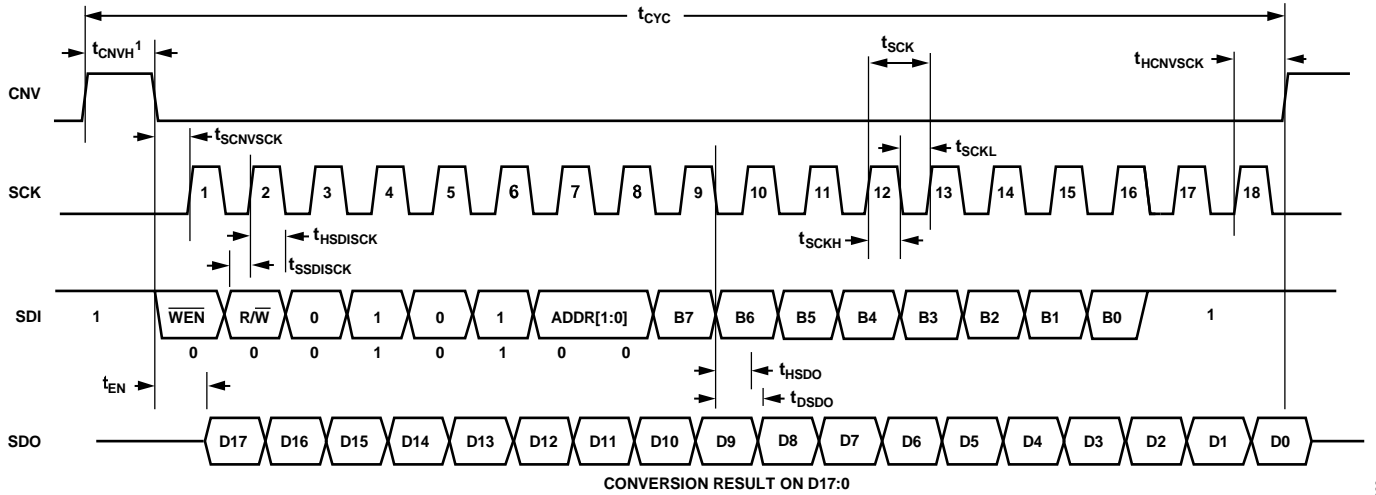 tCYC
tCNVH1
tSCK
tHCNVSCK
CNV
tSCNVSCK
tSCKL
SCK 1 2 3 4 5 6 7 8 9 10 11 12 13 14 15 16 17 18
tHSDISCK
tSCKH
tSSDISCK
SDI 1 WEN R/W 0 1 0 1 ADDR[1:0] B7 B6 B5 B4 B3 B2 B1 B0 1
0 0 0 1 0 1 0 0
tEN
tHSDO
tDSDO
SDO D17 D16 D15 D14 D13 D12 D11 D10 D9 D8 D7 D6 D5 D4 D3 D2 D1 D0
CONVERSION RESULT ON D17:0